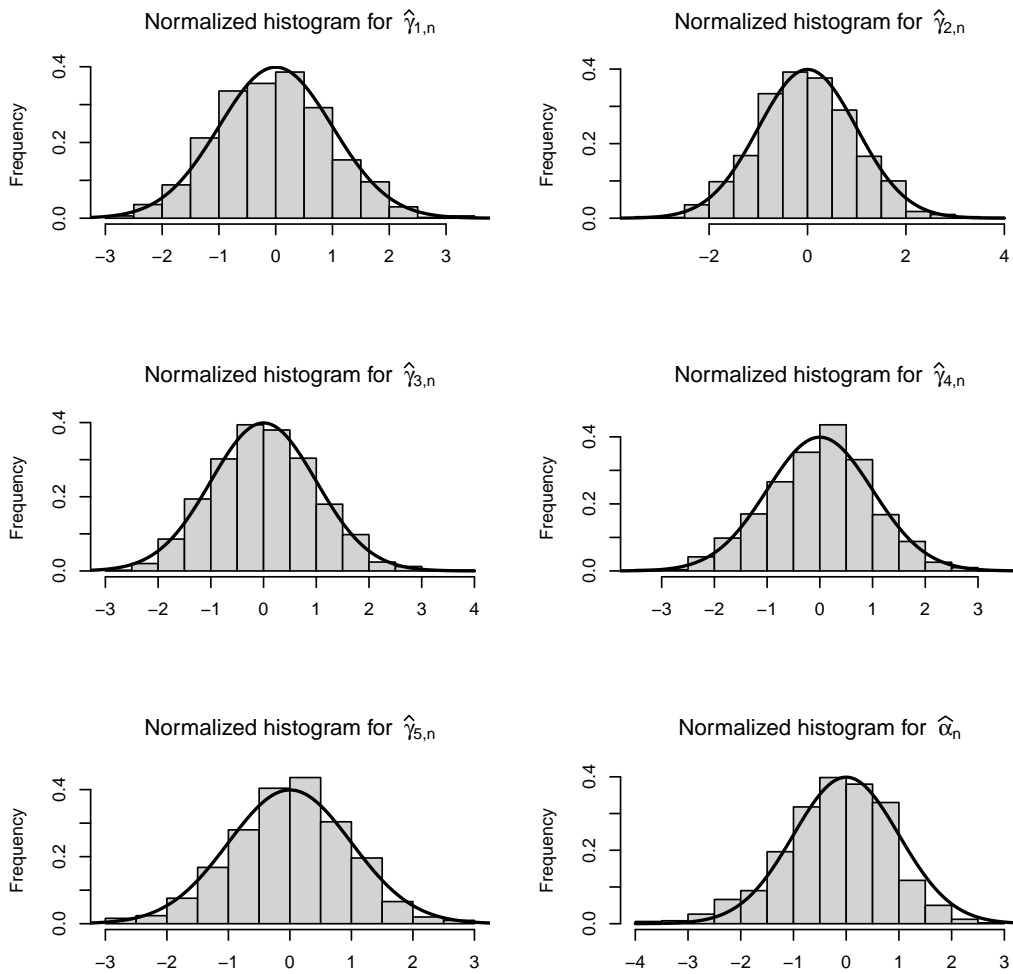 Normalized histogram for γ̂1,n
Frequency
0.0 0.2 0.4
−3 −2 −1 0 1 2 3
Normalized histogram for γ̂2,n
Frequency
0.0 0.2 0.4
−2 0 2 4
Normalized histogram for γ̂3,n
Frequency
0.0 0.2 0.4
−3 −2 −1 0 1 2 3 4
Normalized histogram for γ̂4,n
Frequency
0.0 0.2 0.4
−3 −2 −1 0 1 2 3
Normalized histogram for γ̂5,n
Frequency
0.0 0.2 0.4
−3 −2 −1 0 1 2 3
Normalized histogram for α̂n
Frequency
0.0 0.2 0.4
−4 −3 −2 −1 0 1 2 3